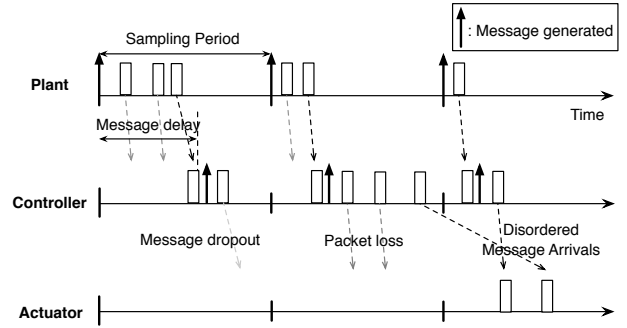 : Message generated
Sampling Period
Plant
Time
Message delay
Controller
Message dropout
Packet loss
Disordered
Message Arrivals
Actuator